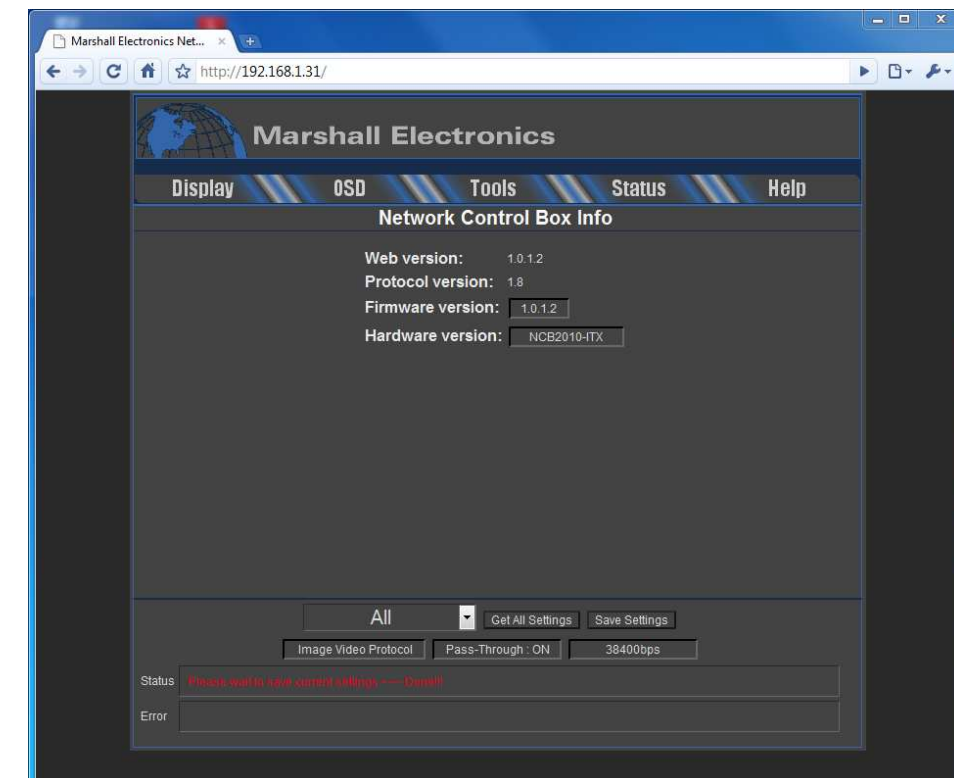 Marshall Electronics Net...
http://192.168.1.31/
Marshall Electronics
Display OSD Tools Status Help
Network Control Box Info
Web version: 1.0.1.2
Protocol version: 1.8
Firmware version: 1.0.1.2
Hardware version: NCB2010-ITX
All Get All Settings Save Settings
Image Video Protocol Pass-Through : ON 38400bps
Status Please wait to save current settings ------Done!!!
Error